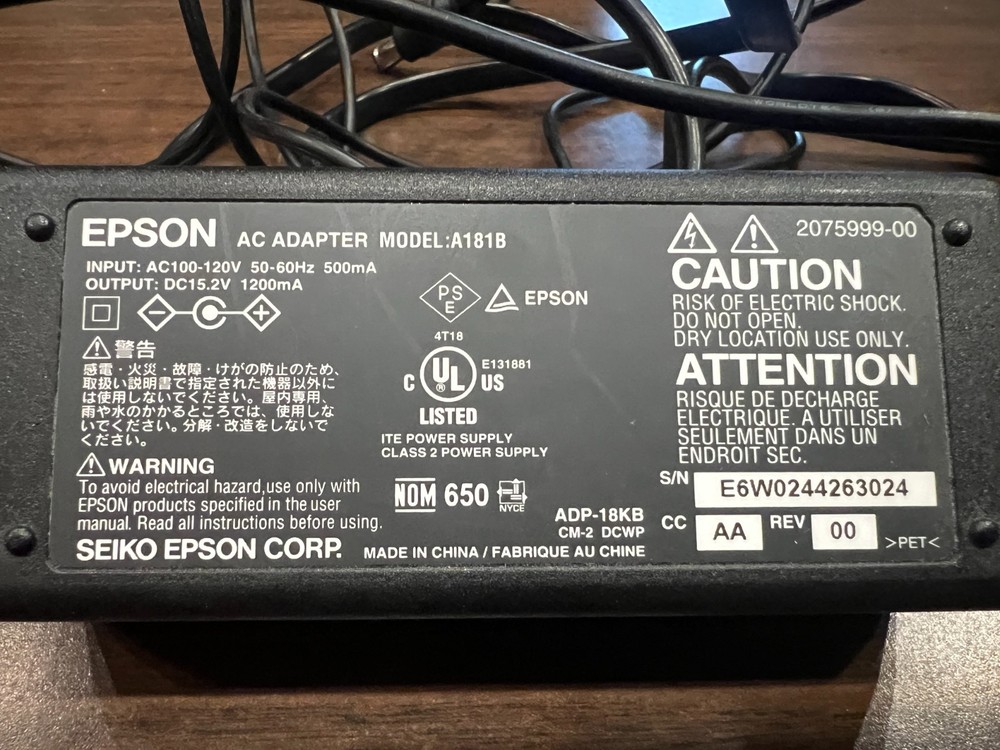 WORLDTEK
EPSON AC ADAPTER MODEL:A181B
INPUT: AC100-120V 50-60Hz 500mA
OUTPUT: DC15.2V 1200mA
警告
感電・火災・故障・けがの防止のため、
取扱い説明書で指定された機器以外に
は使用しないでください。屋内専用、
雨や水のかかるところでは、使用しな
いでください。分解・改造をしないで
ください。
WARNING
To avoid electrical hazard,use only with
EPSON products specified in the user
manual. Read all instructions before using.
SEIKO EPSON CORP.
PS
E
EPSON
4T18
E131881
C UL ® US
LISTED
ITE POWER SUPPLY
CLASS 2 POWER SUPPLY
NOM 650
NYCE
ADP-18KB
CM-2 DCWP
MADE IN CHINA / FABRIQUE AU CHINE
2075999-00
CAUTION
RISK OF ELECTRIC SHOCK.
DO NOT OPEN.
DRY LOCATION USE ONLY.
ATTENTION
RISQUE DE DECHARGE
ELECTRIQUE. A UTILISER
SEULEMENT DANS UN
ENDROIT SEC.
S/N E6W0244263024
CC AA REV 00 >PET<